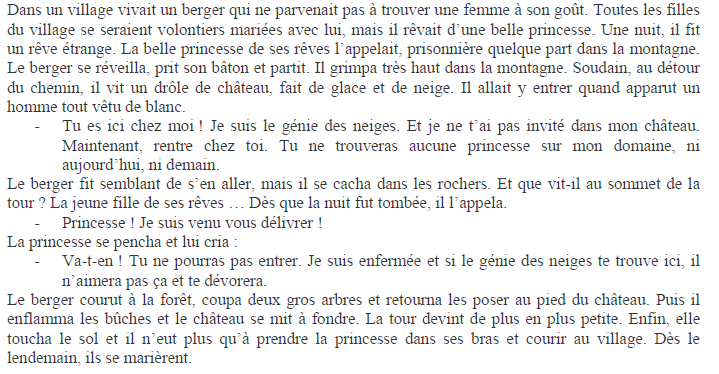 Dans un village vivait un berger qui ne parvenait pas à trouver une femme à son goût. Toutes les filles
du village se seraient volontiers mariées avec lui, mais il rêvait d’une belle princesse. Une nuit, il fit
un rêve étrange. La belle princesse de ses rêves l’appelait, prisonnière quelque part dans la montagne.
Le berger se réveilla, prit son bâton et partit. Il grimpa très haut dans la montagne. Soudain, au détour
du chemin, il vit un drôle de château, fait de glace et de neige. Il allait y entrer quand apparut un
homme tout vêtu de blanc.
- Tu es ici chez moi ! Je suis le génie des neiges. Et je ne t’ai pas invité dans mon château.
Maintenant, rentre chez toi. Tu ne trouveras aucune princesse sur mon domaine, ni
aujourd’hui, ni demain.
Le berger fit semblant de s’en aller, mais il se cacha dans les rochers. Et que vit-il au sommet de la
tour ? La jeune fille de ses rêves … Dès que la nuit fut tombée, il l’appela.
- Princesse ! Je suis venu vous délivrer !
La princesse se pencha et lui cria :
- Va-t-en ! Tu ne pourras pas entrer. Je suis enfermée et si le génie des neiges te trouve ici, il
n’aimera pas ça et te dévorera.
Le berger courut à la forêt, coupa deux gros arbres et retourna les poser au pied du château. Puis il
enflamma les bûches et le château se mit à fondre. La tour devint de plus en plus petite. Enfin, elle
toucha le sol et il n’eut plus qu’à prendre la princesse dans ses bras et courir au village. Dès le
lendemain, ils se marièrent.